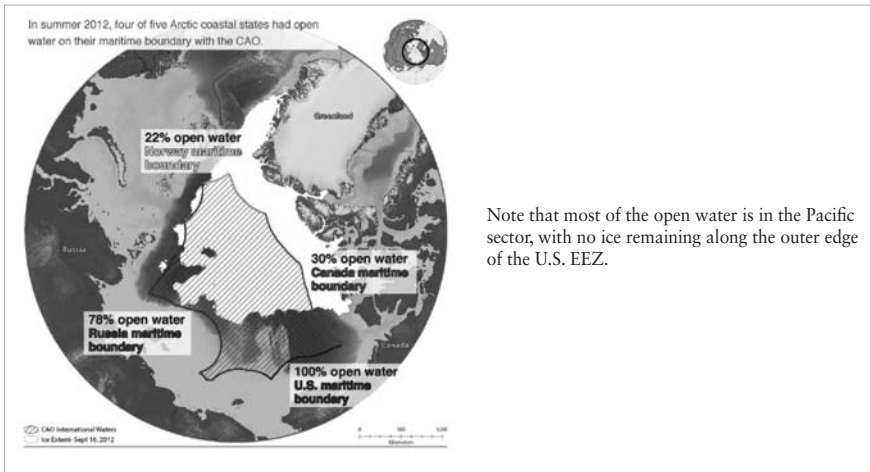 In summer 2012, four of five Arctic coastal states had open
water on their maritime boundary with the CAO.
Norway
Greenland
22% open water
Norway maritime
boundary
Russia
30% open water
Canada maritime
boundary
78% open water
Russia maritime
boundary
Canada
100% open water
U.S. maritime
boundary
CAO International Waters
Ice Extent- Sept 16, 2012
0
Kilometers
Note that most of the open water is in the Pacific
sector, with no ice remaining along the outer edge
of the U.S. EEZ.